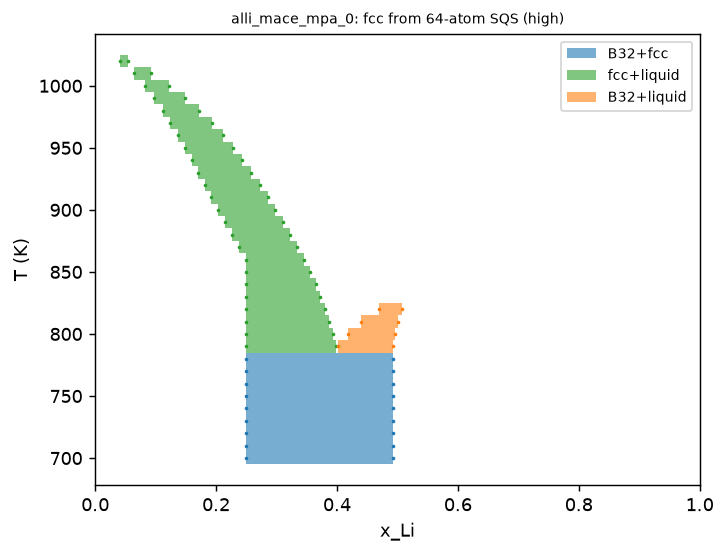 alli_mace_mpa_0: fcc from 64-atom SQS (high)
B32+fcc
fcc+liquid
B32+liquid
T (K)
1000
950
900
850
800
750
700
0.0 0.2 0.4 0.6 0.8 1.0
x_Li